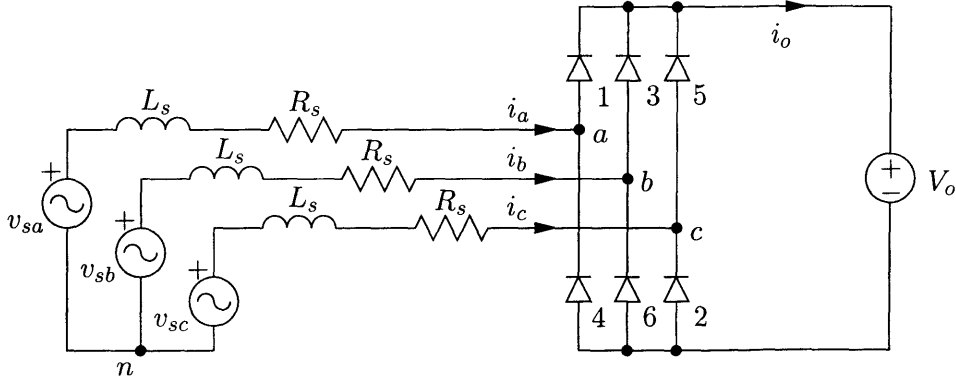 i_o
1 3 5
L_s R_s i_a a
L_s R_s i_b b
L_s R_s i_c c
+ v_sa
+ v_sb
+ v_sc
+ − V_o
4 6 2
n